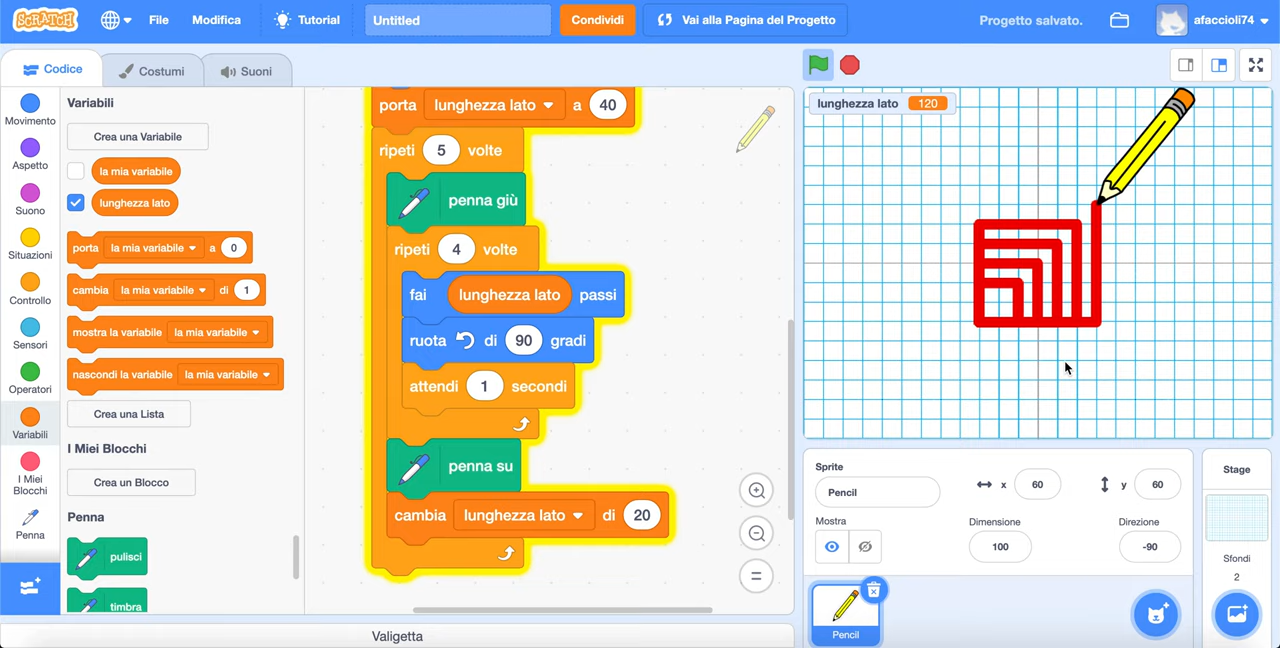 SCRATCH
File
Modifica
Tutorial
Untitled
Condividi
Vai alla Pagina del Progetto
Progetto salvato.
afaccioli74
Codice
Costumi
Suoni
Movimento
Aspetto
Suono
Situazioni
Controllo
Sensori
Operatori
Variabili
I Miei
Blocchi
Penna
Variabili
Crea una Variabile
la mia variabile
lunghezza lato
porta la mia variabile a 0
cambia la mia variabile di 1
mostra la variabile la mia variabile
nascondi la variabile la mia variabile
Crea una Lista
I Miei Blocchi
Crea un Blocco
Penna
pulisci
timbra
porta lunghezza lato a 40
ripeti 5 volte
penna giù
ripeti 4 volte
fai lunghezza lato passi
ruota di 90 gradi
attendi 1 secondi
penna su
cambia lunghezza lato di 20
Valigetta
lunghezza lato 120
Sprite
Pencil
x 60
y 60
Mostra
Dimensione
100
Direzione
-90
Pencil
Stage
Sfondi
2